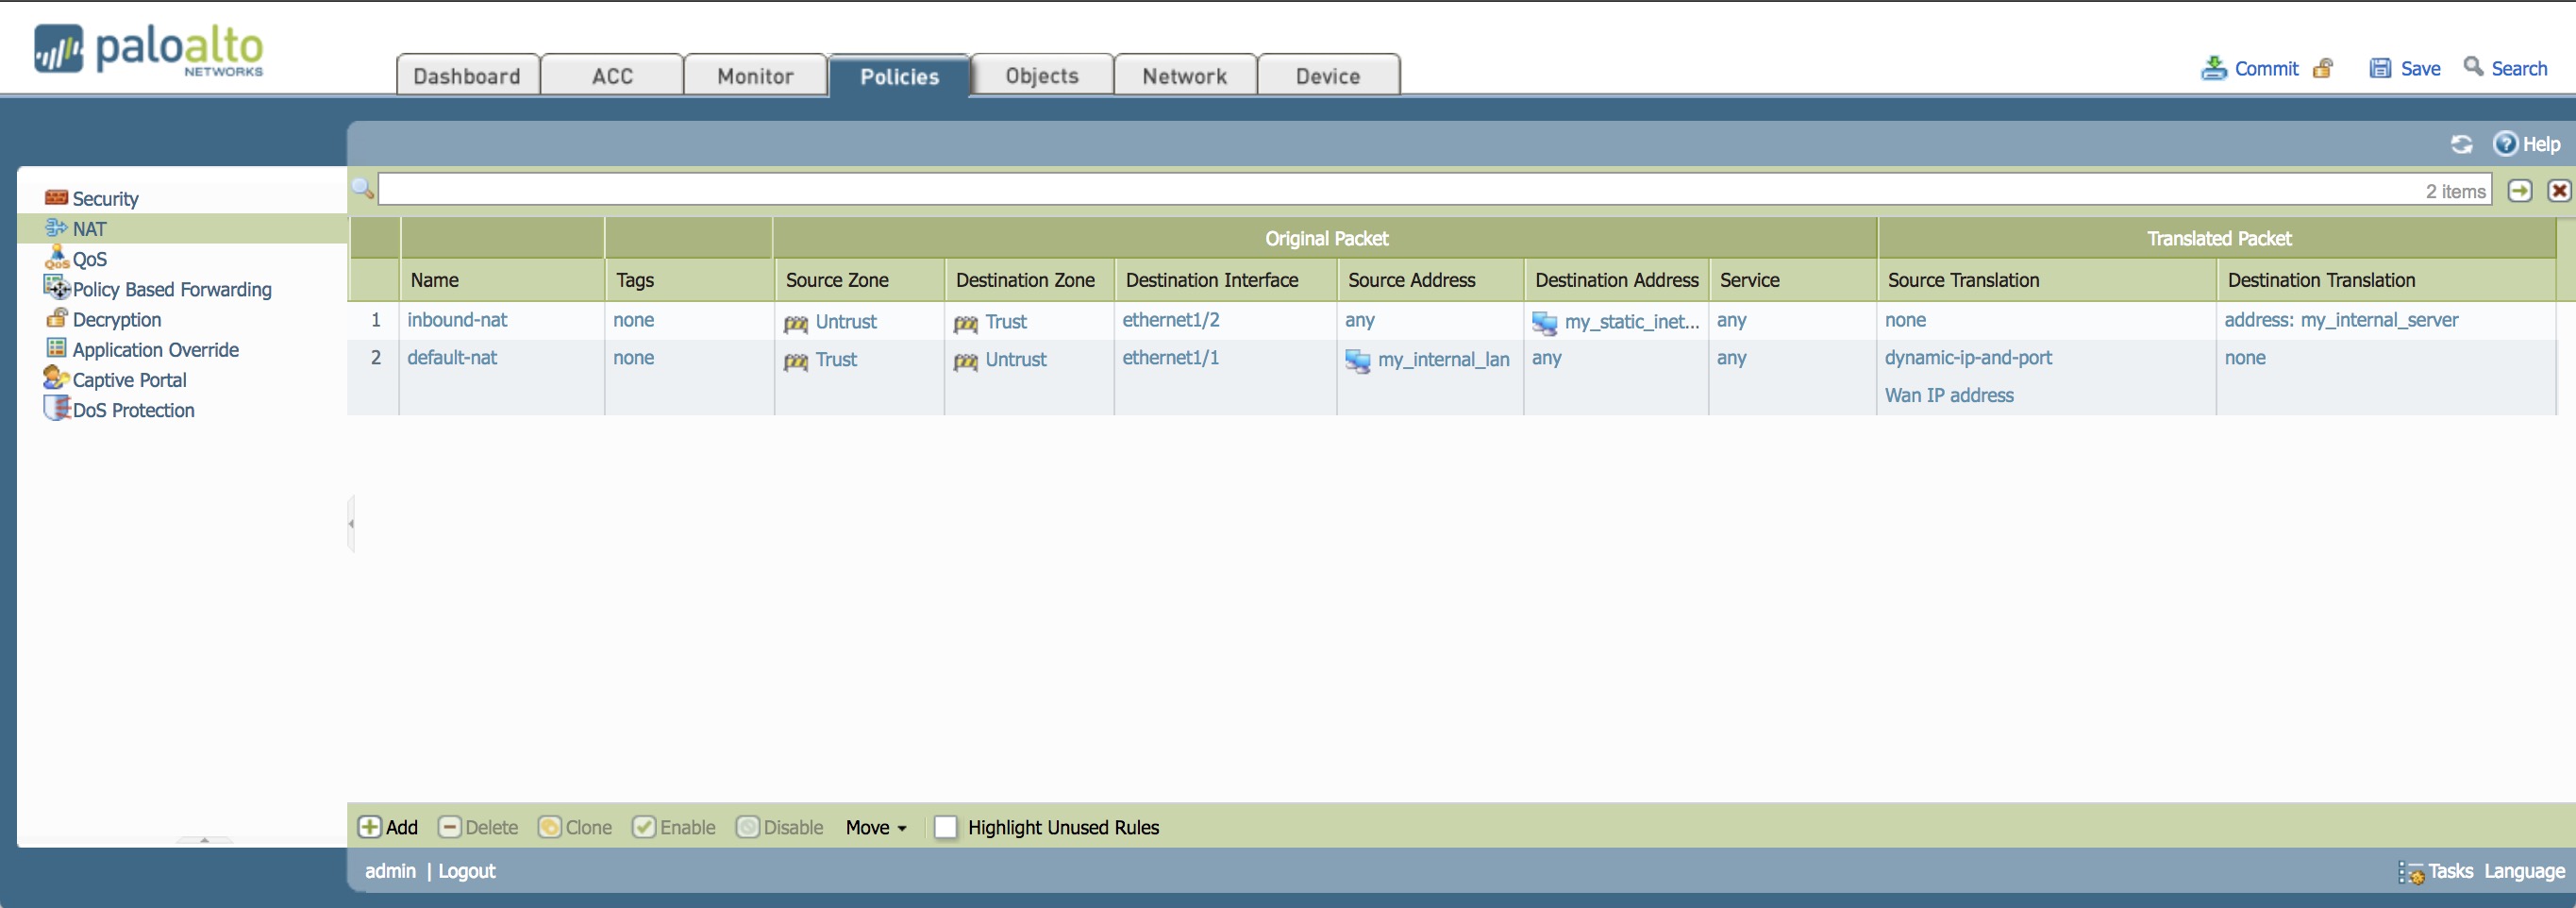 paloalto
NETWORKS
Dashboard ACC Monitor Policies Objects Network Device
Commit Save Search
Help
2 items
Security
NAT
QoS
Policy Based Forwarding
Decryption
Application Override
Captive Portal
DoS Protection
Original Packet Translated Packet
Name Tags Source Zone Destination Zone Destination Interface Source Address Destination Address Service Source Translation Destination Translation
1 inbound-nat none Untrust Trust ethernet1/2 any my_static_inet... any none address: my_internal_server
2 default-nat none Trust Untrust ethernet1/1 my_internal_lan any any dynamic-ip-and-port none
Wan IP address
Add Delete Clone Enable Disable Move Highlight Unused Rules
admin | Logout
Tasks Language